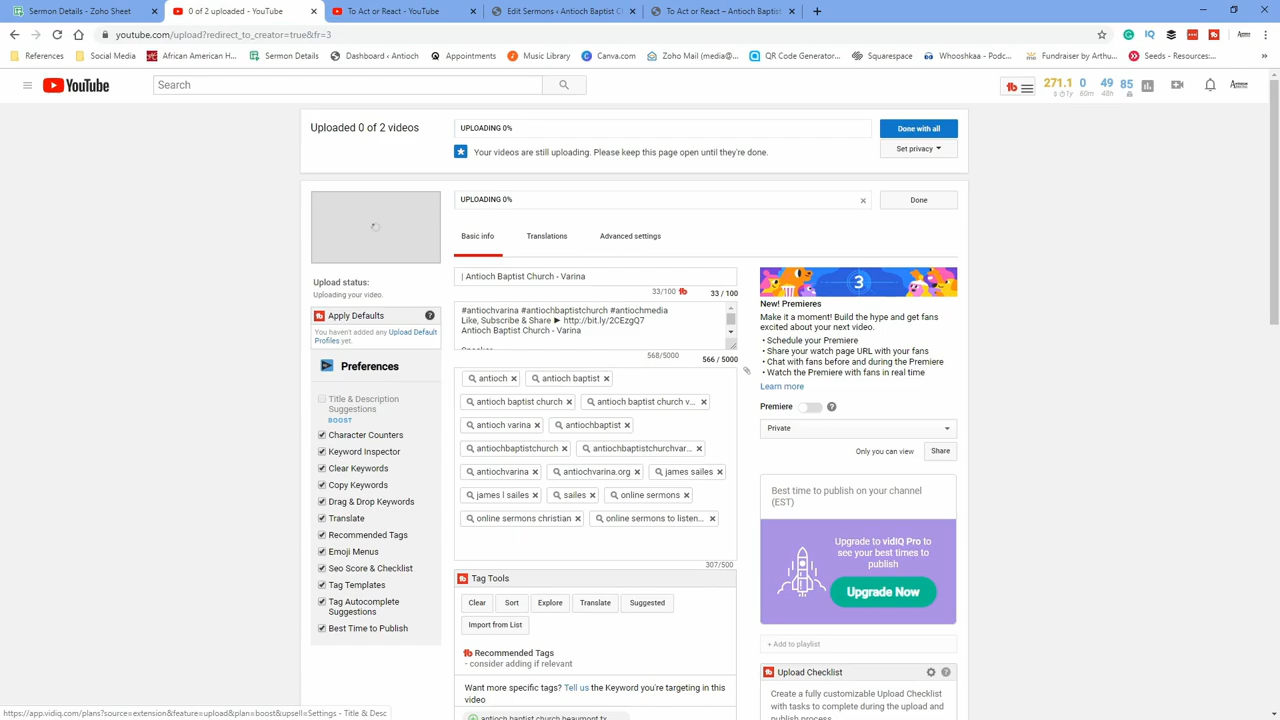 Sermon Details - Zoho Sheet
0 of 2 uploaded - YouTube
To Act or React - YouTube
Edit Sermons ‹ Antioch Baptist Ch
To Act or React – Antioch Baptist
youtube.com/upload?redirect_to_creator=true&fr=3
References
Social Media
African American H...
Sermon Details
Dashboard ‹ Antioch
Appointments
Music Library
Canva.com
Zoho Mail (media@...
QR Code Generator...
Squarespace
Whooshkaa - Podc...
Fundraiser by Arthu...
Seeds - Resources:...
YouTube
Search
271.1 0 49 85
$ 1y 60m 48h
Uploaded 0 of 2 videos
UPLOADING 0%
Done with all
Your videos are still uploading. Please keep this page open until they're done.
Set privacy
UPLOADING 0%
Done
Basic info
Translations
Advanced settings
Upload status:
Uploading your video.
Apply Defaults
You haven't added any Upload Default
Profiles yet.
Preferences
Title & Description
Suggestions
BOOST
Character Counters
Keyword Inspector
Clear Keywords
Copy Keywords
Drag & Drop Keywords
Translate
Recommended Tags
Emoji Menus
Seo Score & Checklist
Tag Templates
Tag Autocomplete
Suggestions
Best Time to Publish
| Antioch Baptist Church - Varina
33/100 33 / 100
#antiochvarina #antiochbaptistchurch #antiochmedia
Like, Subscribe & Share ► http://bit.ly/2CEzgQ7
Antioch Baptist Church - Varina
568/5000 566 / 5000
antioch
antioch baptist
antioch baptist church
antioch baptist church v...
antioch varina
antiochbaptist
antiochbaptistchurch
antiochbaptistchurchvar...
antiochvarina
antiochvarina.org
james sailes
james l sailes
sailes
online sermons
online sermons christian
online sermons to listen...
307/500
Tag Tools
Clear
Sort
Explore
Translate
Suggested
Import from List
Recommended Tags
- consider adding if relevant
Want more specific tags? Tell us the Keyword you're targeting in this
video
antioch baptist church beaumont tx
3
New! Premieres
Make it a moment! Build the hype and get fans
excited about your next video.
• Schedule your Premiere
• Share your watch page URL with your fans
• Chat with fans before and during the Premiere
• Watch the Premiere with fans in real time
Learn more
Premiere
Private
Only you can view
Share
Best time to publish on your channel
(EST)
Upgrade to vidIQ Pro to
see your best times to
publish
Upgrade Now
+ Add to playlist
Upload Checklist
Create a fully customizable Upload Checklist
with tasks to complete during the upload and
publish process.
https://app.vidiq.com/plans?source=extension&feature=upload&plan=boost&upsell=Settings - Title & Desc